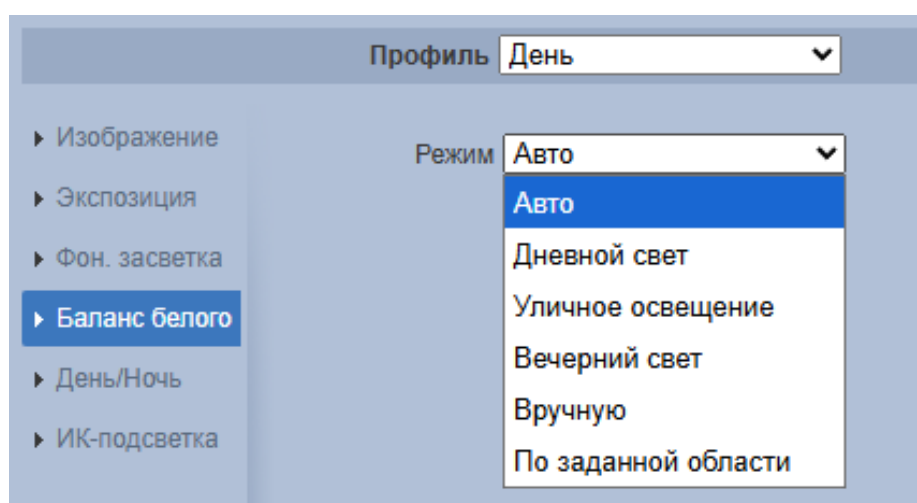 Профиль День
Изображение
Экспозиция
Фон. засветка
Баланс белого
День/Ночь
ИК-подсветка
Режим Авто
Авто
Дневной свет
Уличное освещение
Вечерний свет
Вручную
По заданной области